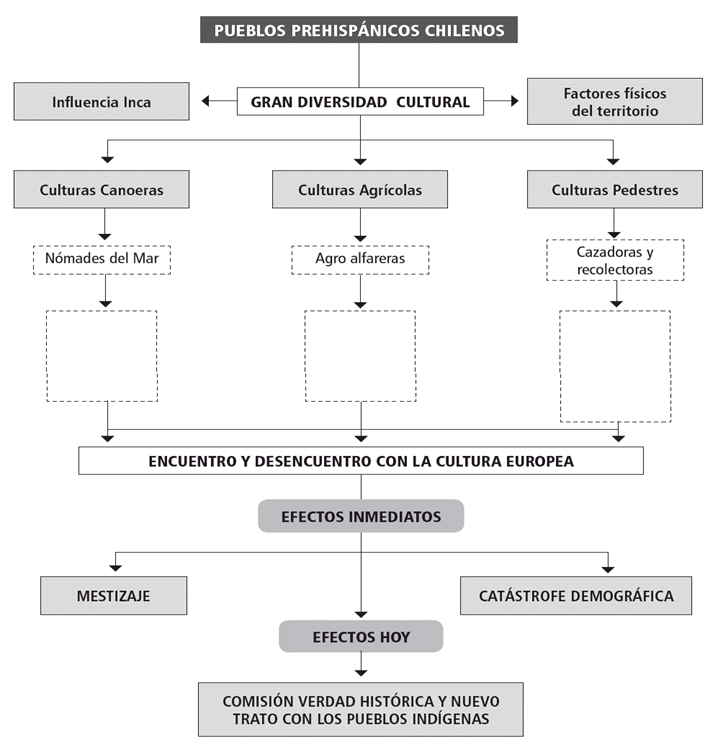 PUEBLOS PREHISPÁNICOS CHILENOS
Influencia Inca
GRAN DIVERSIDAD CULTURAL
Factores físicos
del territorio
Culturas Canoeras
Culturas Agrícolas
Culturas Pedestres
Nómades del Mar
Agro alfareras
Cazadoras y
recolectoras
ENCUENTRO Y DESENCUENTRO CON LA CULTURA EUROPEA
EFECTOS INMEDIATOS
MESTIZAJE
CATÁSTROFE DEMOGRÁFICA
EFECTOS HOY
COMISIÓN VERDAD HISTÓRICA Y NUEVO
TRATO CON LOS PUEBLOS INDÍGENAS